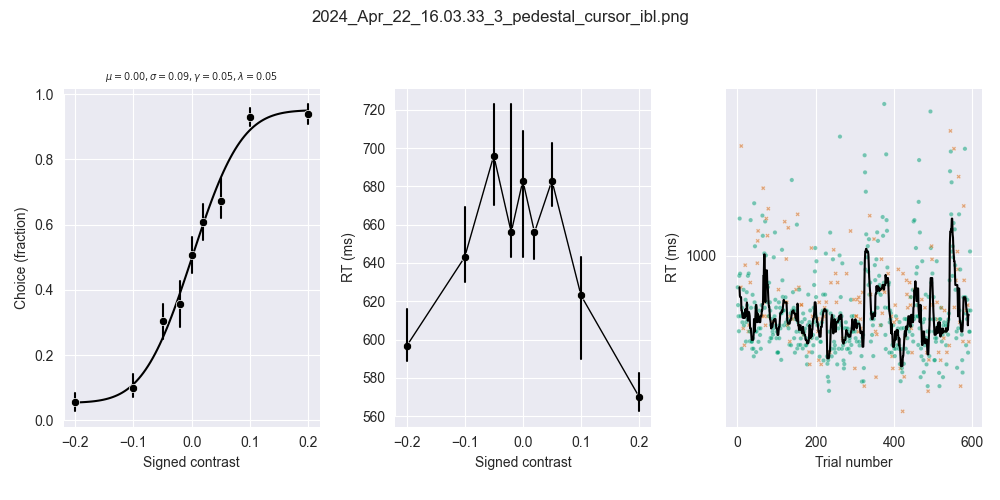 2024_Apr_22_16.03.33_3_pedestal_cursor_ibl.png
μ = 0.00, σ = 0.09, γ = 0.05, λ = 0.05
Choice (fraction)
1.0
0.8
0.6
0.4
0.2
0.0
−0.2 −0.1 0.0 0.1 0.2
Signed contrast
RT (ms)
720
700
680
660
640
620
600
580
560
−0.2 −0.1 0.0 0.1 0.2
Signed contrast
RT (ms)
1000
0 200 400 600
Trial number